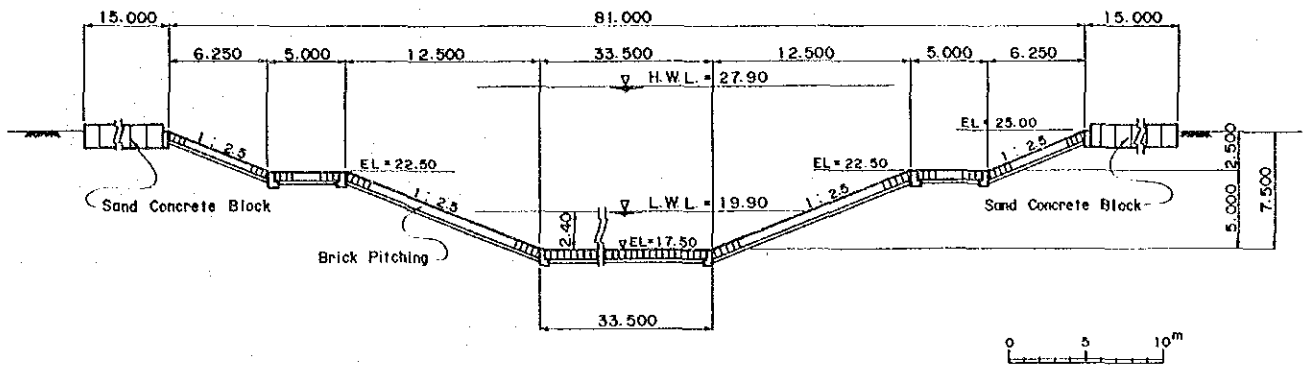 15.000 81.000 15.000
6.250 5.000 12.500 33.500 12.500 5.000 6.250
H.W.L. = 27.90
EL = 25.00
1 : 2.5 1 : 2.5
EL = 22.50 EL = 22.50
2.500
1 : 2.5 1 : 2.5
L.W.L. = 19.90
Sand Concrete Block Sand Concrete Block
5.000 7.500
2.40
EL=17.50
Brick Pitching
33.500
0 5 10m